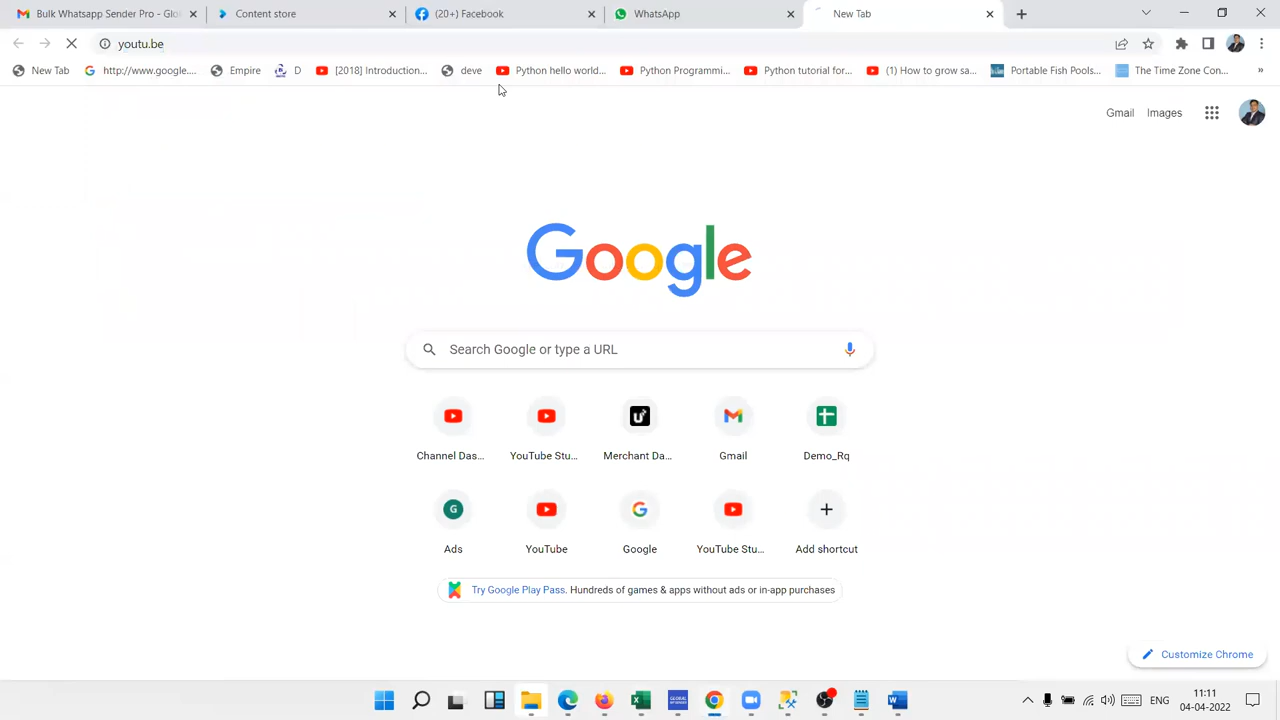 Bulk Whatsapp Sender Pro - Glo
Content store
(20+) Facebook
WhatsApp
New Tab
youtu.be
New Tab
http://www.google....
Empire
D
[2018] Introduction...
deve
Python hello world...
Python Programmi...
Python tutorial for...
(1) How to grow sa...
Portable Fish Pools...
The Time Zone Con...
»
Gmail
Images
Google
Search Google or type a URL
Channel Das...
YouTube Stu...
Merchant Da...
Gmail
Demo_Rq
G
Ads
YouTube
Google
YouTube Stu...
Add shortcut
Try Google Play Pass. Hundreds of games & apps without ads or in-app purchases
Customize Chrome
ENG
11:11
04-04-2022